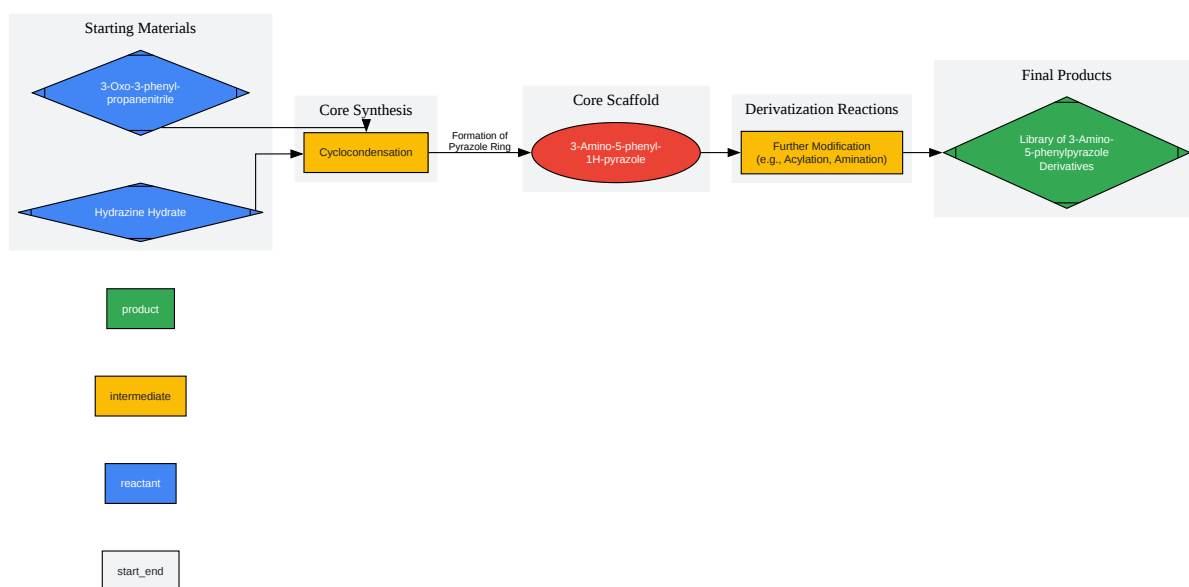 Starting Materials
3-Oxo-3-phenyl-
propanenitrile
Hydrazine Hydrate
Core Synthesis
Cyclocondensation
Formation of
Pyrazole Ring
Core Scaffold
3-Amino-5-phenyl-
1H-pyrazole
Derivatization Reactions
Further Modification
(e.g., Acylation, Amination)
Final Products
Library of 3-Amino-
5-phenylpyrazole
Derivatives
product
intermediate
reactant
start_end